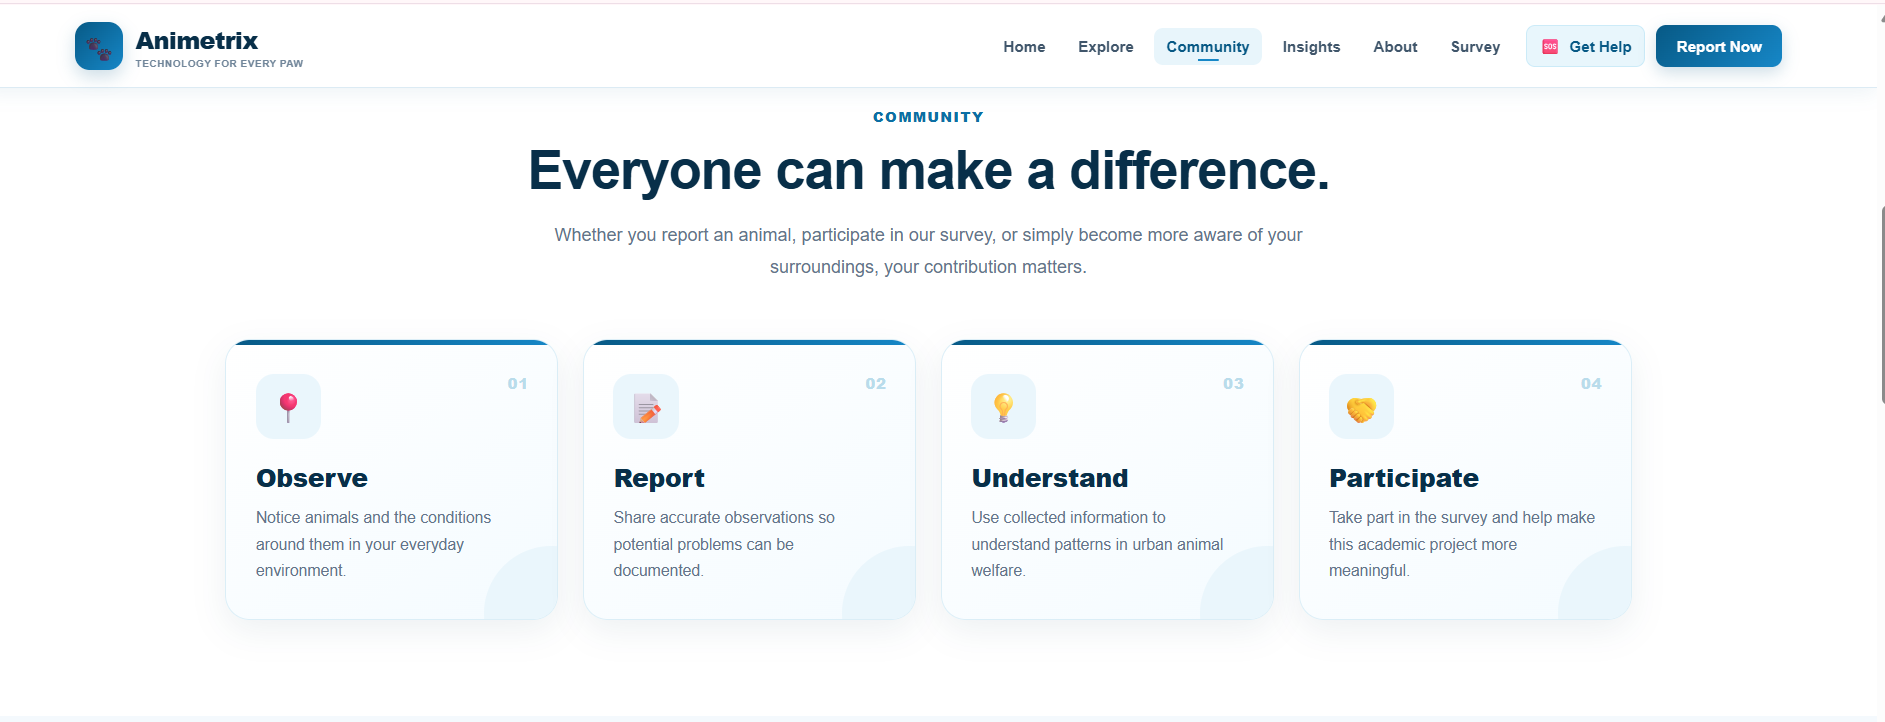 Animetrix
TECHNOLOGY FOR EVERY PAW
Home
Explore
Community
Insights
About
Survey
SOS
Get Help
Report Now
COMMUNITY
Everyone can make a difference.
Whether you report an animal, participate in our survey, or simply become more aware of your
surroundings, your contribution matters.
01
Observe
Notice animals and the conditions
around them in your everyday
environment.
02
Report
Share accurate observations so
potential problems can be
documented.
03
Understand
Use collected information to
understand patterns in urban animal
welfare.
04
Participate
Take part in the survey and help make
this academic project more
meaningful.